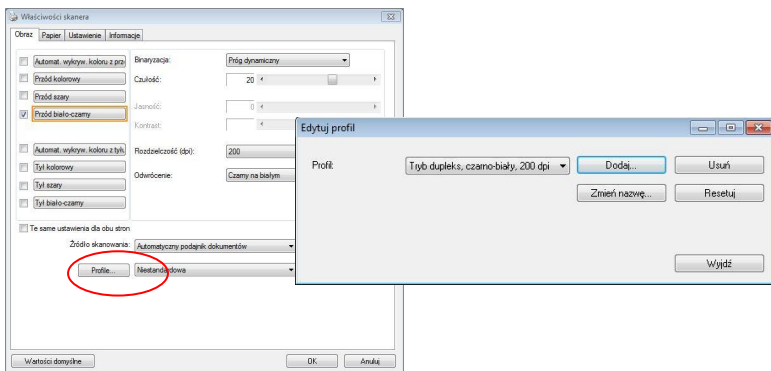 Właściwości skanera
Obraz Papier Ustawienie Informacje
Automat. wykryw. koloru z prz
Przód kolorowy
Przód szary
Przód biało-czarny
Automat. wykryw. koloru z tyłu
Tył kolorowy
Tył szary
Tył biało-czarny
Binaryzacja: Próg dynamiczny
Czułość: 20
Jasność: 0
Kontrast:
Rozdzielczość (dpi): 200
Odwrócenie: Czarny na białym
Te same ustawienia dla obu stron
Źródło skanowania: Automatyczny podajnik dokumentów
Profile... Niestandardowa
Wartości domyślne OK Anuluj
Edytuj profil
Profil: Tryb dupleks, czarno-biały, 200 dpi Dodaj... Usuń
Zmień nazwę... Resetuj
Wyjdź